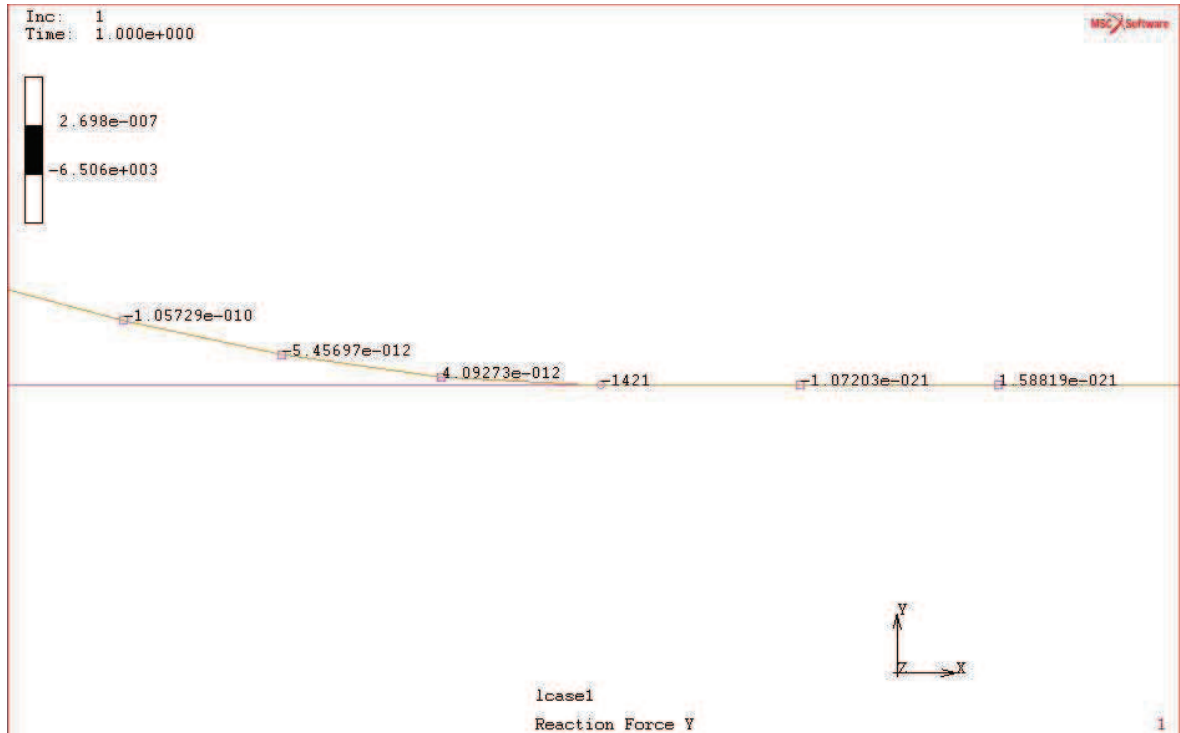 Inc: 1
Time: 1.000e+000
MSC Software
2.698e-007
-6.506e+003
-1.05729e-010
-5.45697e-012
4.09273e-012
-1421
-1.07203e-021
1.58819e-021
Y
Z
X
lcase1
Reaction Force Y
1